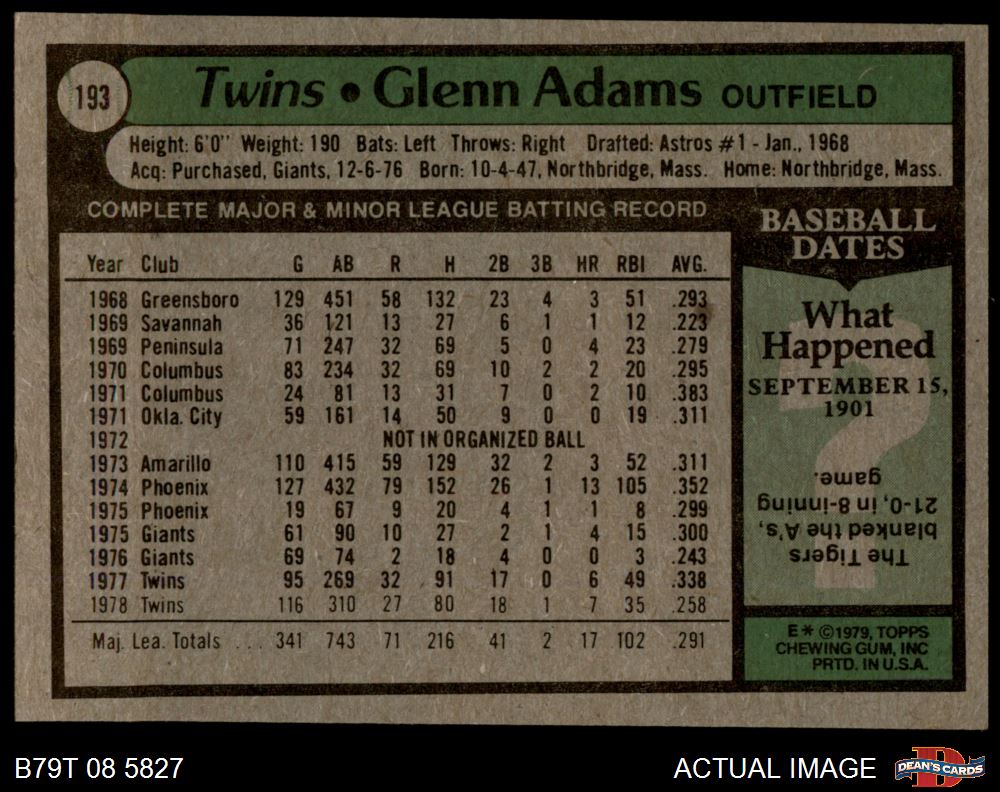 193
Twins • Glenn Adams OUTFIELD
Height: 6'0" Weight: 190 Bats: Left Throws: Right Drafted: Astros #1 - Jan., 1968
Acq: Purchased, Giants, 12-6-76 Born: 10-4-47, Northbridge, Mass. Home: Northbridge, Mass.
COMPLETE MAJOR & MINOR LEAGUE BATTING RECORD
Year Club G AB R H 2B 3B HR RBI AVG.
1968 Greensboro 129 451 58 132 23 4 3 51 .293
1969 Savannah 36 121 13 27 6 1 1 12 .223
1969 Peninsula 71 247 32 69 5 0 4 23 .279
1970 Columbus 83 234 32 69 10 2 2 20 .295
1971 Columbus 24 81 13 31 7 0 2 10 .383
1971 Okla. City 59 161 14 50 9 0 0 19 .311
1972 NOT IN ORGANIZED BALL
1973 Amarillo 110 415 59 129 32 2 3 52 .311
1974 Phoenix 127 432 79 152 26 1 13 105 .352
1975 Phoenix 19 67 9 20 4 1 1 8 .299
1975 Giants 61 90 10 27 2 1 4 15 .300
1976 Giants 69 74 2 18 4 0 0 3 .243
1977 Twins 95 269 32 91 17 0 6 49 .338
1978 Twins 116 310 27 80 18 1 7 35 .258
Maj. Lea. Totals ... 341 743 71 216 41 2 17 102 .291
BASEBALL
DATES
What
Happened
SEPTEMBER 15,
1901
The Tigers
blanked the A's,
21-0, in 8-inning
game.
E* ©1979, TOPPS
CHEWING GUM, INC
PRTD. IN U.S.A.
B79T 08 5827
ACTUAL IMAGE
DEAN'S CARDS